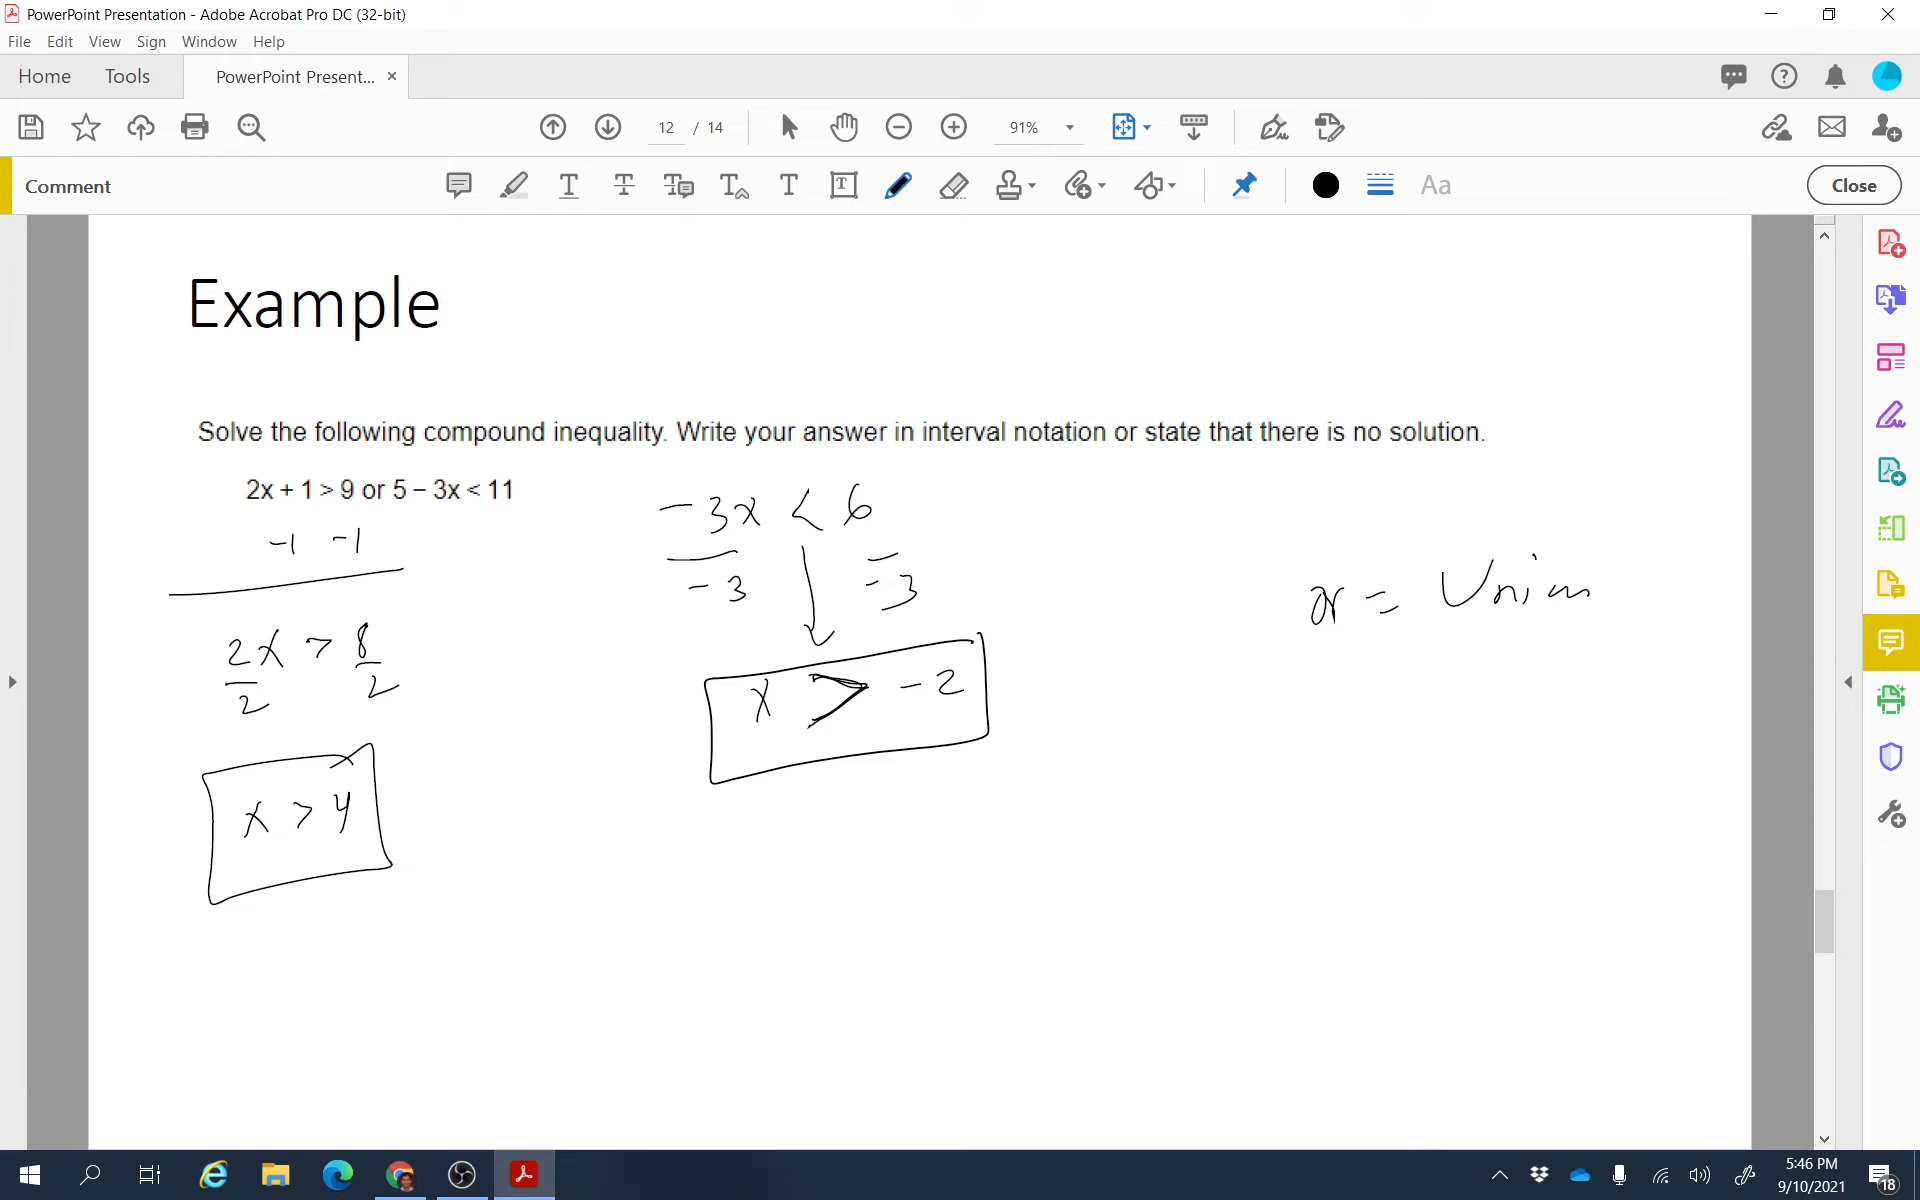 PowerPoint Presentation - Adobe Acrobat Pro DC (32-bit)
File Edit View Sign Window Help
Home Tools PowerPoint Present... ×
12 / 14 91%
Comment T T T T T T Aa Close
Example
Solve the following compound inequality. Write your answer in interval notation or state that there is no solution.
2x + 1 > 9 or 5 – 3x < 11
-1 -1
2x > 8
2 2
x > 4
-3x < 6
-3 -3
x > -2
or = Union
5:46 PM
9/10/2021
18